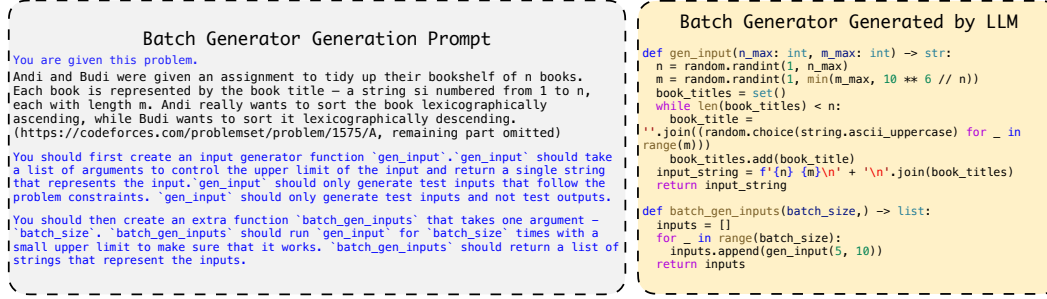 Batch Generator Generation Prompt
You are given this problem.
Andi and Budi were given an assignment to tidy up their bookshelf of n books.
Each book is represented by the book title — a string si numbered from 1 to n,
each with length m. Andi really wants to sort the book lexicographically
ascending, while Budi wants to sort it lexicographically descending.
(https://codeforces.com/problemset/problem/1575/A, remaining part omitted)
You should first create an input generator function `gen_input`.`gen_input` should take
a list of arguments to control the upper limit of the input and return a single string
that represents the input.`gen_input` should only generate test inputs that follow the
problem constraints. `gen_input` should only generate test inputs and not test outputs.
You should then create an extra function `batch_gen_inputs` that takes one argument —
`batch_size`. `batch_gen_inputs` should run `gen_input` for `batch_size` times with a
small upper limit to make sure that it works. `batch_gen_inputs` should return a list of
strings that represent the inputs.
Batch Generator Generated by LLM
def gen_input(n_max: int, m_max: int) -> str:
  n = random.randint(1, n_max)
  m = random.randint(1, min(m_max, 10 ** 6 // n))
  book_titles = set()
  while len(book_titles) < n:
    book_title =
''.join((random.choice(string.ascii_uppercase) for _ in
range(m)))
    book_titles.add(book_title)
  input_string = f'{n} {m}\n' + '\n'.join(book_titles)
  return input_string
def batch_gen_inputs(batch_size,) -> list:
  inputs = []
  for _ in range(batch_size):
    inputs.append(gen_input(5, 10))
  return inputs